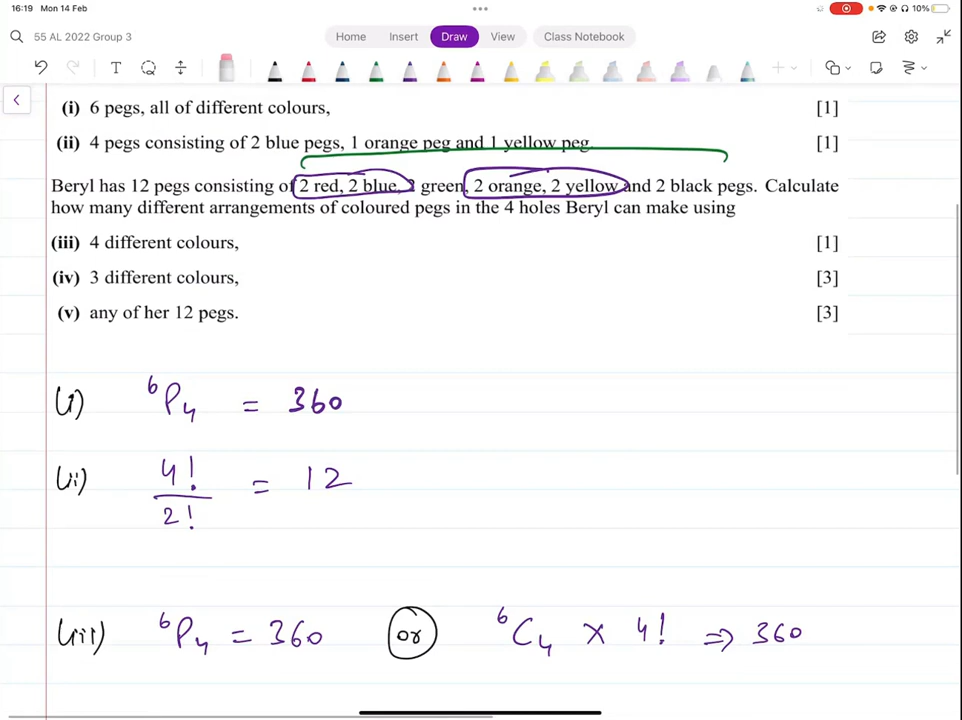 16:19 Mon 14 Feb
10%
55 AL 2022 Group 3
Home Insert Draw View Class Notebook
(i) 6 pegs, all of different colours, [1]
(ii) 4 pegs consisting of 2 blue pegs, 1 orange peg and 1 yellow peg. [1]
Beryl has 12 pegs consisting of 2 red, 2 blue, 2 green, 2 orange, 2 yellow and 2 black pegs. Calculate
how many different arrangements of coloured pegs in the 4 holes Beryl can make using
(iii) 4 different colours, [1]
(iv) 3 different colours, [3]
(v) any of her 12 pegs. [3]
(i) ⁶P₄ = 360
(ii) 4!/2! = 12
(iii) ⁶P₄ = 360 or ⁶C₄ × 4! => 360